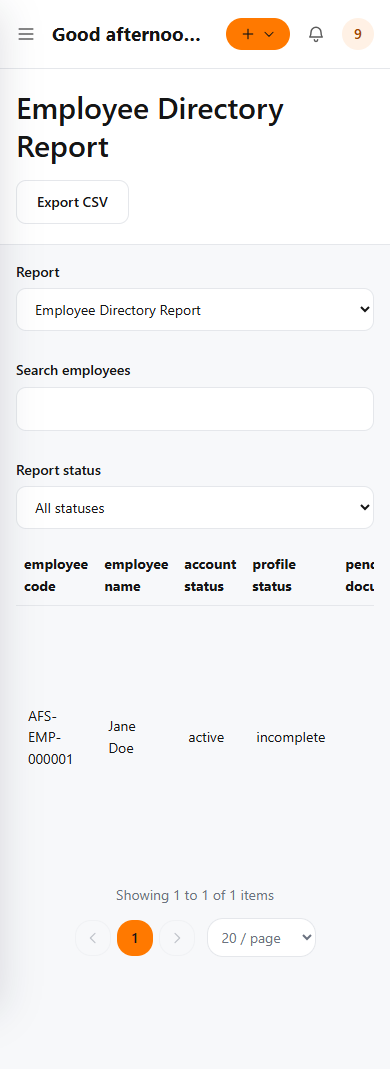 Good afternoo...
9
Employee Directory
Report
Export CSV
Report
Employee Directory Report
Search employees
Report status
All statuses
employee code employee name account status profile status pend docu
AFS-EMP-000001 Jane Doe active incomplete
Showing 1 to 1 of 1 items
1 20 / page